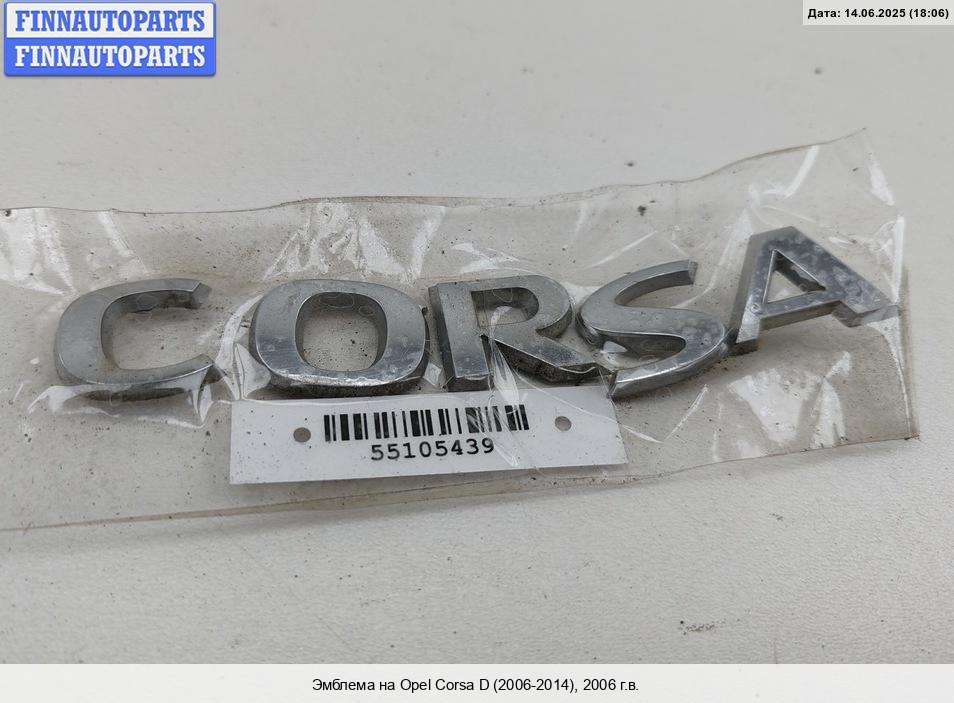 FINNAUTOPARTS
FINNAUTOPARTS
Дата: 14.06.2025 (18:06)
CORSA
55105439
Эмблема на Opel Corsa D (2006-2014), 2006 г.в.